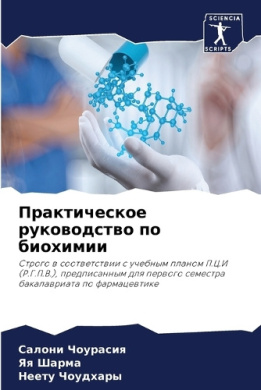 SCIENCIA
SCRIPTS
Практическое
руководство по
биохимии
Строго в соответствии с учебным планом П.Ц.И
(Р.Г.П.В.), предписанным для первого семестра
бакалавриата по фармацевтике
Салони Чоурасия
Яя Шарма
Неету Чоудхары